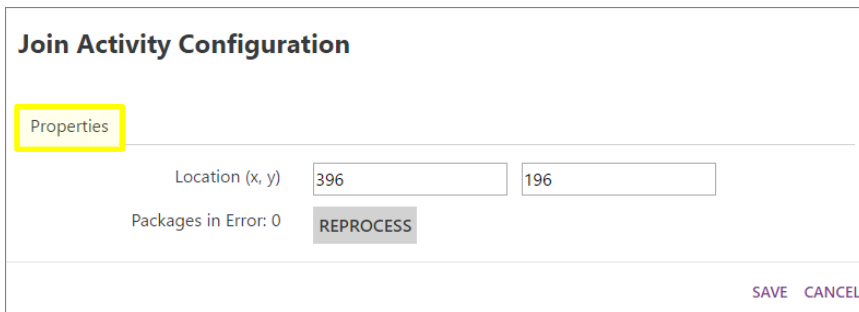 Join Activity Configuration
Properties
Location (x, y) 396 196
Packages in Error: 0 REPROCESS
SAVE CANCEL